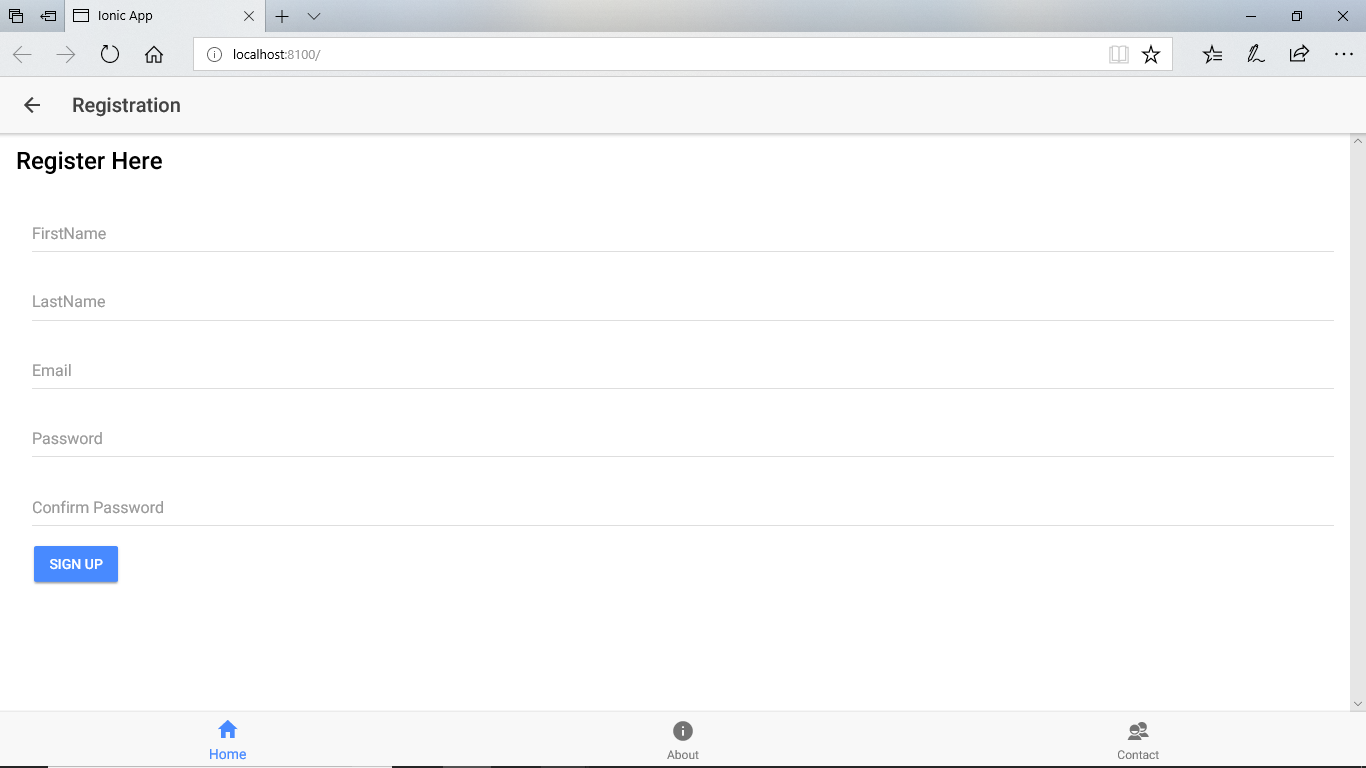 Ionic App
localhost:8100/
Registration
Register Here
FirstName
LastName
Email
Password
Confirm Password
SIGN UP
Home
About
Contact